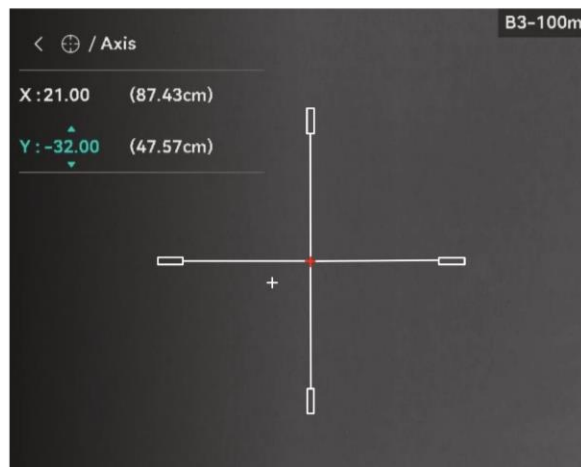 B3-100m
/ Axis
X :21.00 (87.43cm)
Y :-32.00 (47.57cm)